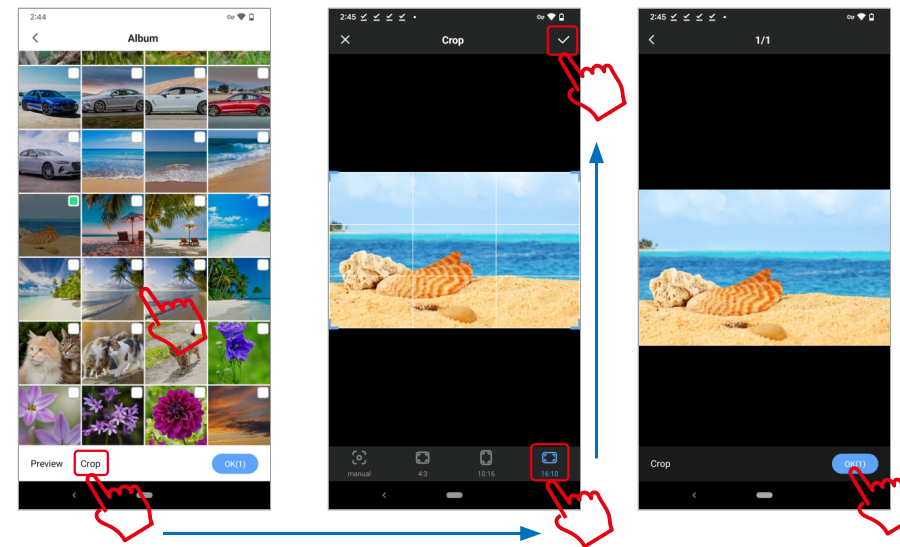 2:44
Album
Preview
Crop
OK(1)
2:45
Crop
manual
4:3
10:16
16:10
2:45
1/1
Crop
OK(1)